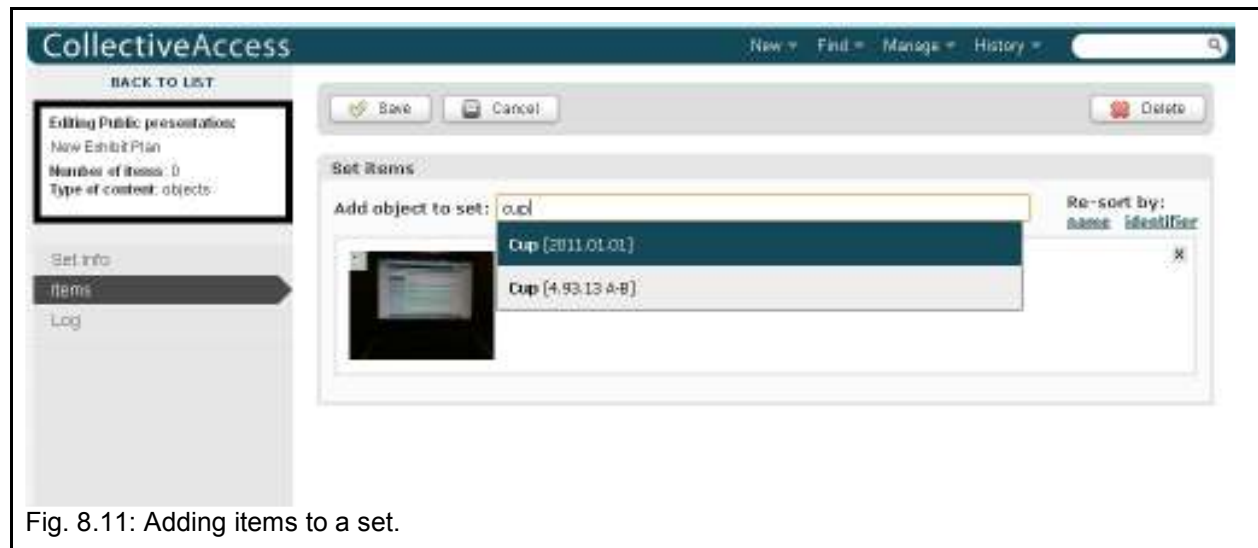 CollectiveAccess
New Find Manage History
BACK TO LIST
Editing Public presentation:
New Exhibit Plan
Number of items: 0
Type of content: objects
Set info
Items
Log
Save Cancel Delete
Set items
Add object to set: cup
Re-sort by:
name identifier
Cup [2011.01.01]
Cup [4.93.13 A-B]
Fig. 8.11: Adding items to a set.